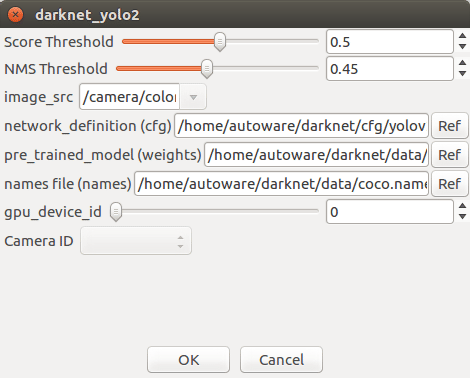 darknet_yolo2
Score Threshold 0.5
NMS Threshold 0.45
image_src /camera/color
network_definition (cfg) /home/autoware/darknet/cfg/yolov Ref
pre_trained_model (weights) /home/autoware/darknet/data/ Ref
names file (names) /home/autoware/darknet/data/coco.name Ref
gpu_device_id 0
Camera ID
OK Cancel